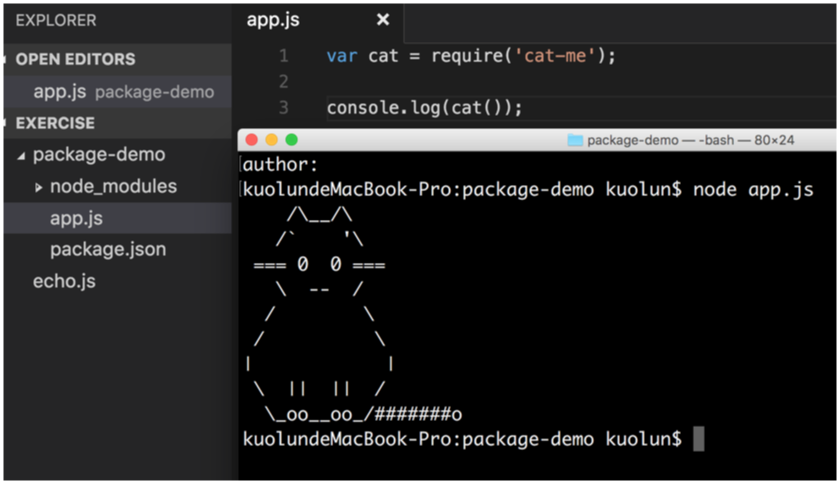 EXPLORER
OPEN EDITORS
app.js package-demo
EXERCISE
package-demo
node_modules
app.js
package.json
echo.js
app.js ×
1 var cat = require('cat-me');
2
3 console.log(cat());
package-demo — -bash — 80×24
[author:
[kuolundeMacBook-Pro:package-demo kuolun$ node app.js
     /\__/\
    /`    '\
 === 0  0 ===
    \  --  /
   /        \
  /          \
 |            |
  \  ||  ||  /
   \_oo__oo_/#######o
kuolundeMacBook-Pro:package-demo kuolun$